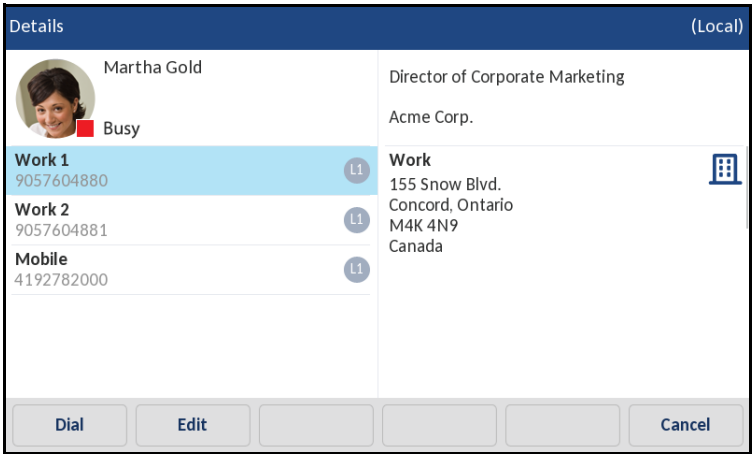 Details
(Local)
Martha Gold
Busy
Work 1
9057604880
L1
Work 2
9057604881
L1
Mobile
4192782000
L1
Director of Corporate Marketing
Acme Corp.
Work
155 Snow Blvd.
Concord, Ontario
M4K 4N9
Canada
Dial
Edit
Cancel